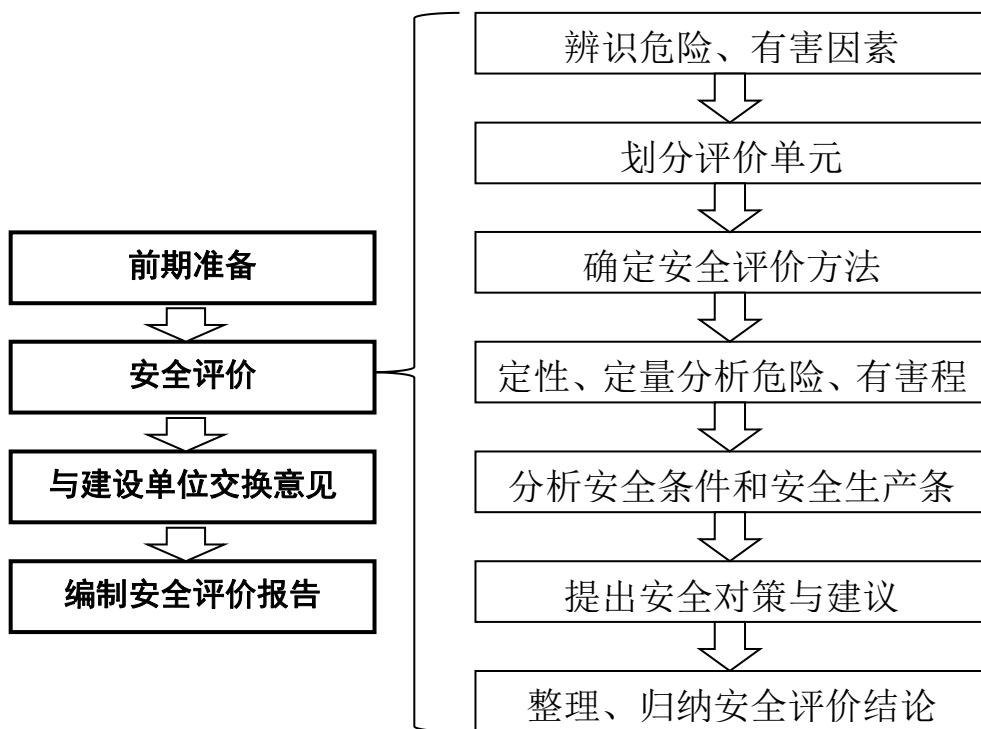 前期准备
安全评价
与建设单位交换意见
编制安全评价报告
辨识危险、有害因素
划分评价单元
确定安全评价方法
定性、定量分析危险、有害程
分析安全条件和安全生产条
提出安全对策与建议
整理、归纳安全评价结论